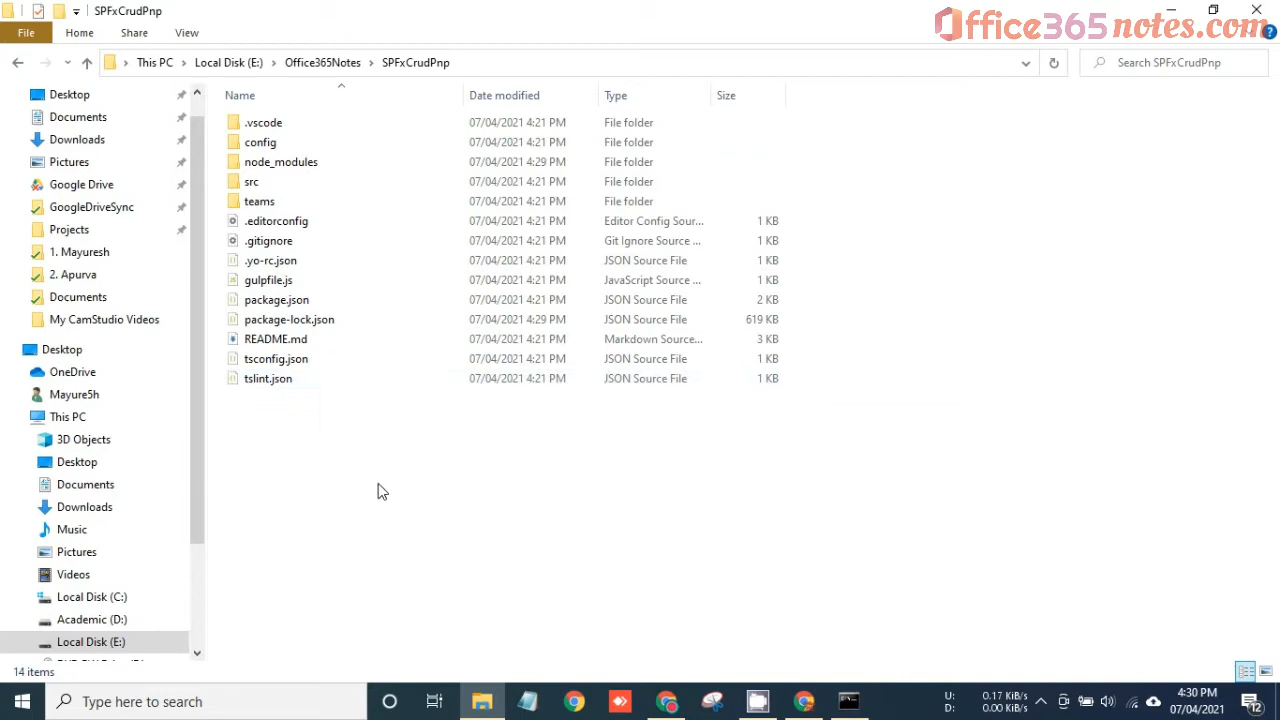 SPFxCrudPnp
Office365notes.com
File Home Share View
This PC Local Disk (E:) Office365Notes SPFxCrudPnp
Search SPFxCrudPnp
Name Date modified Type Size
Desktop
Documents
Downloads
Pictures
Google Drive
GoogleDriveSync
Projects
1. Mayuresh
2. Apurva
Documents
My CamStudio Videos
Desktop
OneDrive
Mayure5h
This PC
3D Objects
Desktop
Documents
Downloads
Music
Pictures
Videos
Local Disk (C:)
Academic (D:)
Local Disk (E:)
.vscode 07/04/2021 4:21 PM File folder
config 07/04/2021 4:21 PM File folder
node_modules 07/04/2021 4:29 PM File folder
src 07/04/2021 4:21 PM File folder
teams 07/04/2021 4:21 PM File folder
.editorconfig 07/04/2021 4:21 PM Editor Config Sour... 1 KB
.gitignore 07/04/2021 4:21 PM Git Ignore Source ... 1 KB
.yo-rc.json 07/04/2021 4:21 PM JSON Source File 1 KB
gulpfile.js 07/04/2021 4:21 PM JavaScript Source ... 1 KB
package.json 07/04/2021 4:21 PM JSON Source File 2 KB
package-lock.json 07/04/2021 4:29 PM JSON Source File 619 KB
README.md 07/04/2021 4:21 PM Markdown Source... 3 KB
tsconfig.json 07/04/2021 4:21 PM JSON Source File 1 KB
tslint.json 07/04/2021 4:21 PM JSON Source File 1 KB
14 items
Type here to search
U: 0.17 KiB/s
D: 0.00 KiB/s
4:30 PM
07/04/2021
12